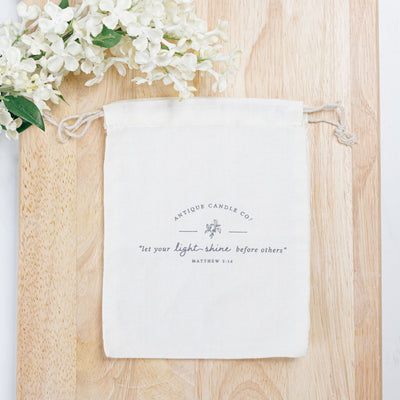 ANTIQUE CANDLE CO.®
"let your light shine before others"
MATTHEW 5:16